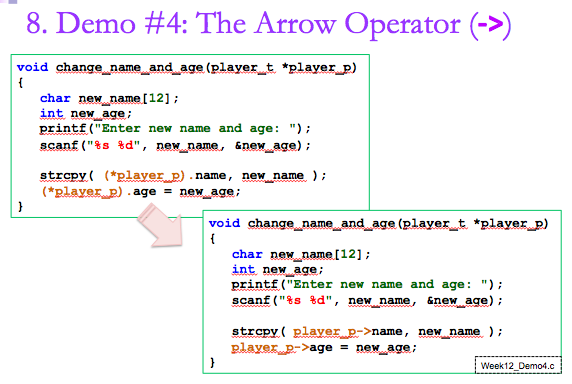 8. Demo #4: The Arrow Operator (->)
void change_name_and_age(player_t *player_p)
{
char new_name[12];
int new_age;
printf("Enter new name and age: ");
scanf("%s %d", new_name, &new_age);
strcpy( (*player_p).name, new_name );
(*player_p).age = new_age;
}
void change_name_and_age(player_t *player_p)
{
char new_name[12];
int new_age;
printf("Enter new name and age: ");
scanf("%s %d", new_name, &new_age);
strcpy( player_p->name, new_name );
player_p->age = new_age;
}
Week12_Demo4.c